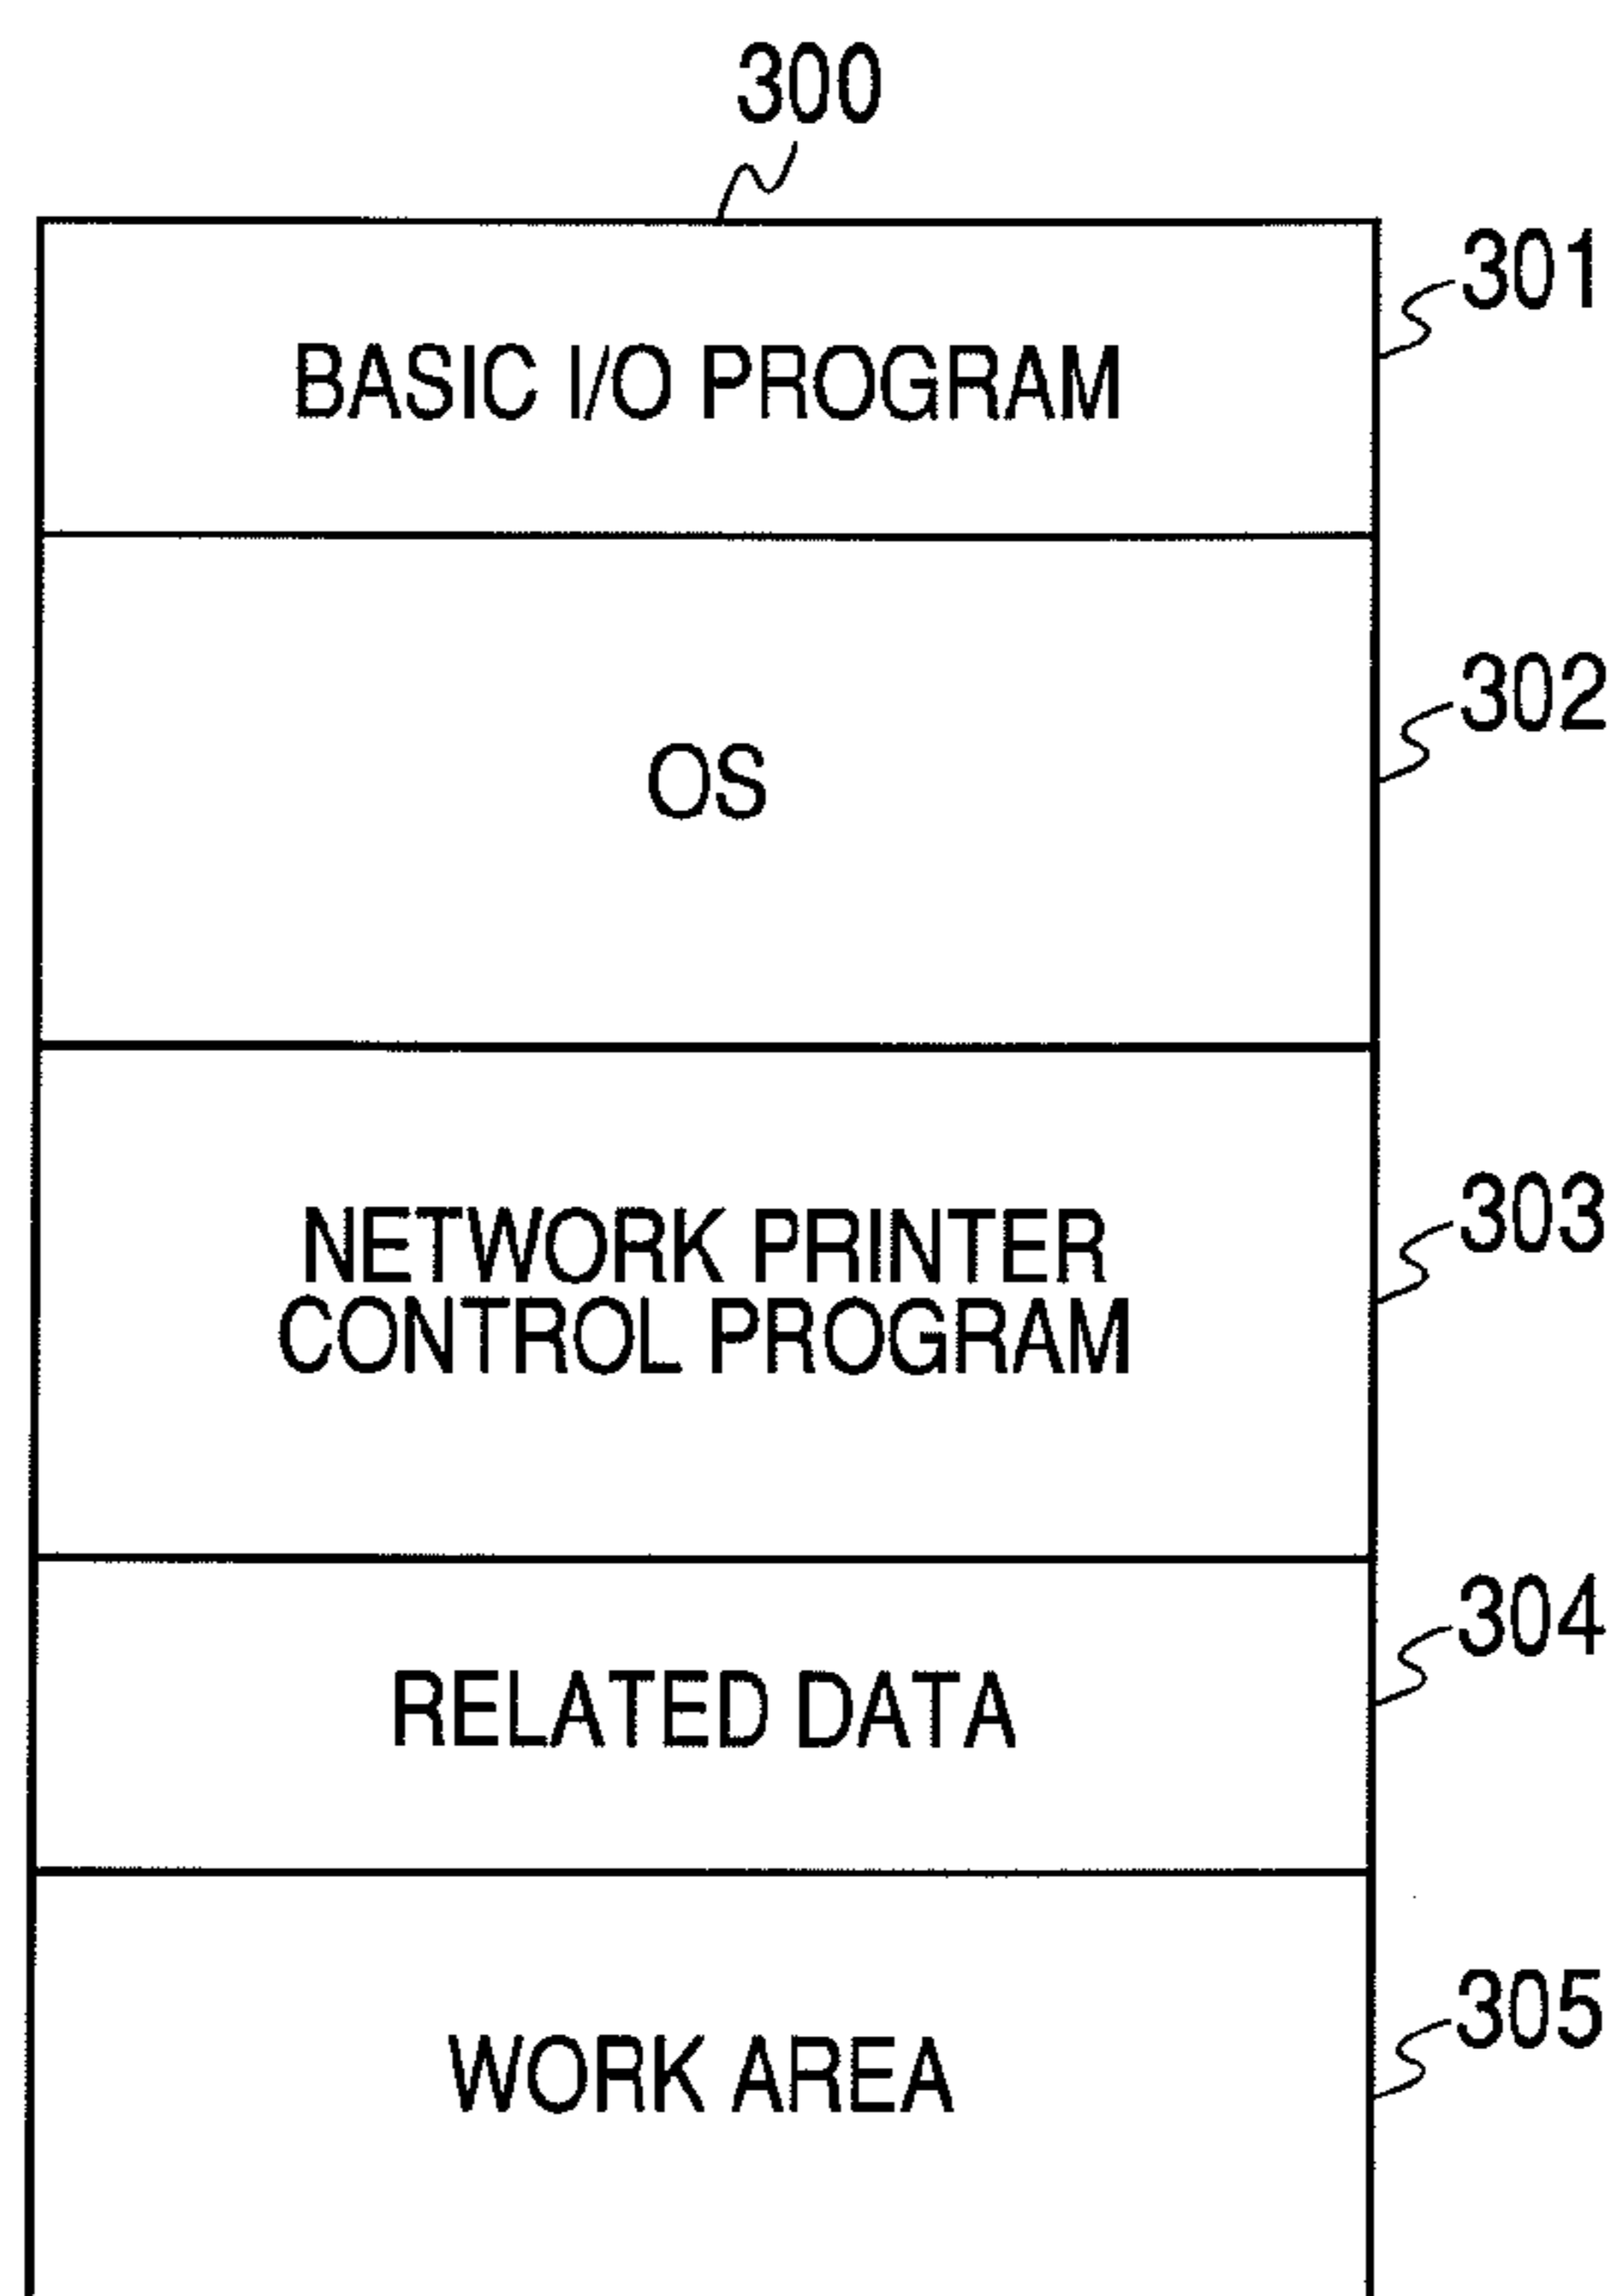 300
301
BASIC I/O PROGRAM
302
OS
303
NETWORK PRINTER
CONTROL PROGRAM
304
RELATED DATA
305
WORK AREA